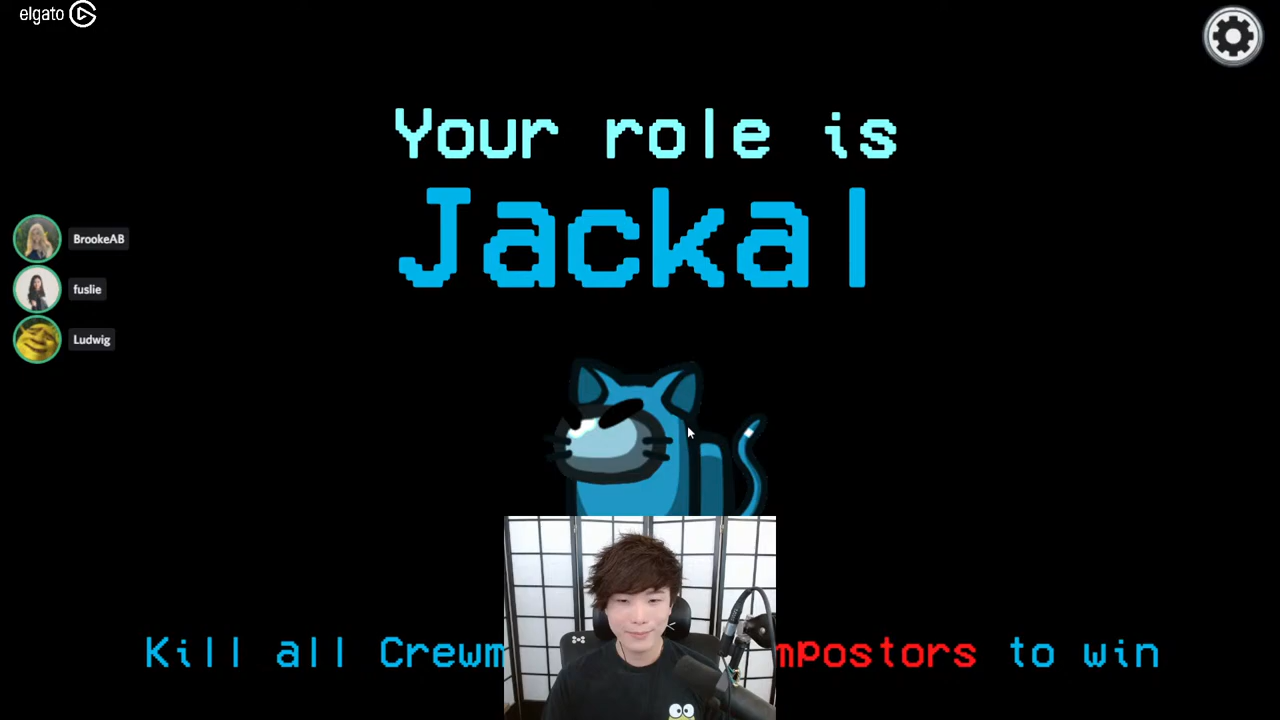 elgato
Your role is
Jackal
BrookeAB
fuslie
Ludwig
Kill all Crewm mpostors to win